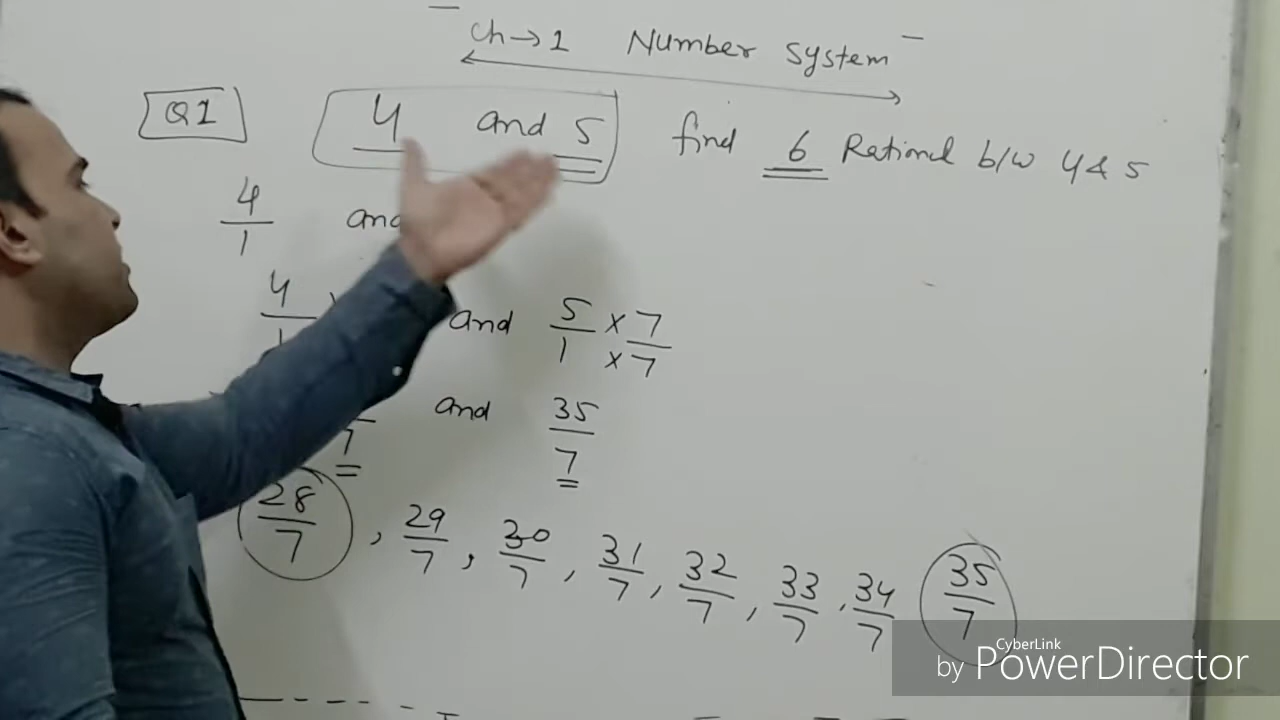 Ch → 1 Number System
Q1 4 and 5 find 6 Rational b/w 4 & 5
4/1 and
4/1 and 5/1 × 7/7
7 and 35/7
28/7 , 29/7 , 30/7 , 31/7 , 32/7 , 33/7 , 34/7 35/7
CyberLink
by PowerDirector